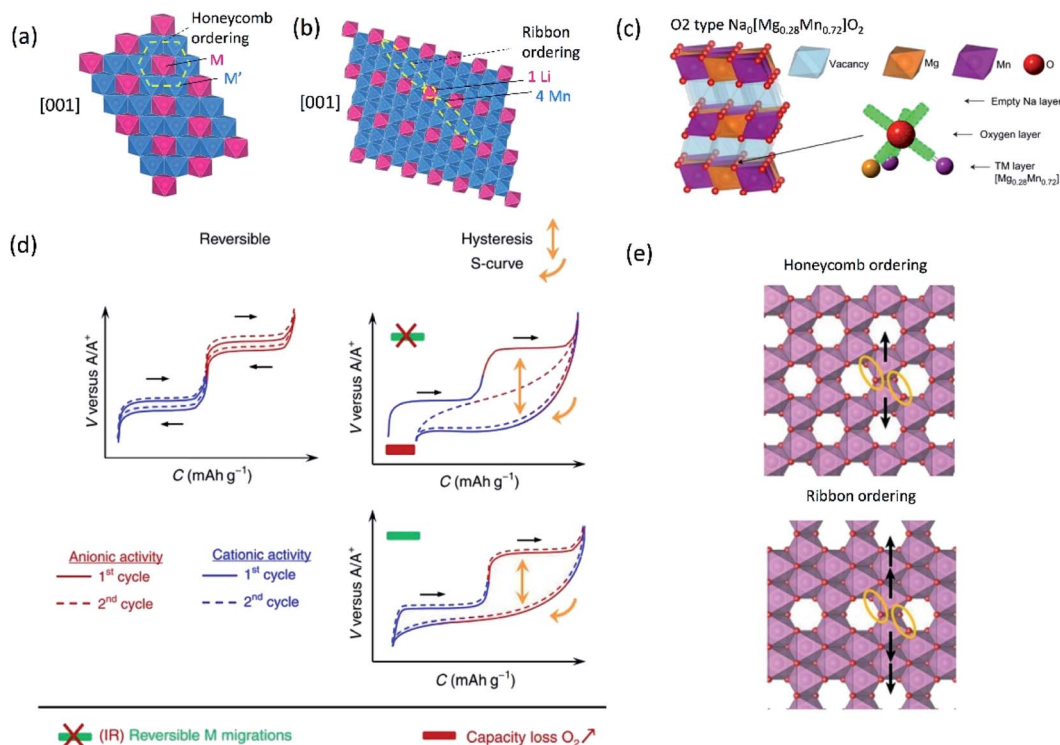 (a)
Honeycomb
ordering
M
M'
[001]
(b)
Ribbon
ordering
1 Li
4 Mn
[001]
(c)
O2 type Na₀[Mg₀.₂₈Mn₀.₇₂]O₂
Vacancy
Mg
Mn
O
Empty Na layer
Oxygen layer
TM layer
[Mg₀.₂₈Mn₀.₇₂]
(d)
Reversible
Hysteresis
S-curve
V versus A/A⁺
C (mAh g⁻¹)
V versus A/A⁺
C (mAh g⁻¹)
Anionic activity
1ˢᵗ cycle
2ⁿᵈ cycle
Cationic activity
1ˢᵗ cycle
2ⁿᵈ cycle
V versus A/A⁺
C (mAh g⁻¹)
(IR) Reversible M migrations
Capacity loss O₂
(e)
Honeycomb ordering
Ribbon ordering